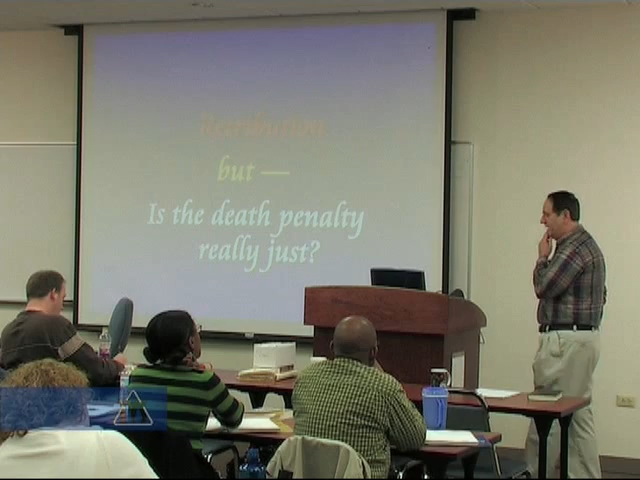 Retribution
but —
Is the death penalty
really just?